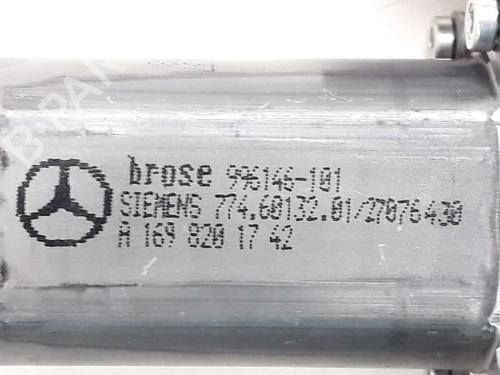 brose 996146-101
SIEMENS 774.60132.01/27076430
A 169 820 17 42